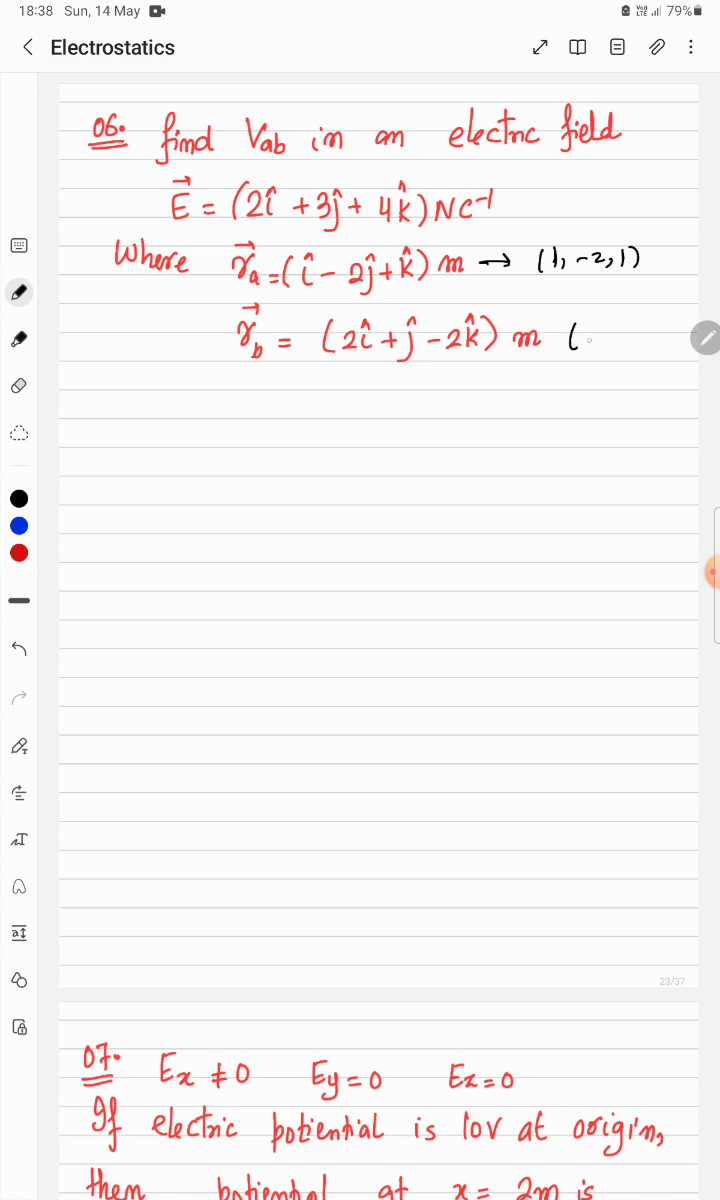 18:38 Sun, 14 May VoD LTE 79%
Electrostatics
06. find Vab in an electric field
E⃗ = (2î + 3ĵ + 4k̂) NC⁻¹
Where r⃗a = (î - 2ĵ + k̂) m → (1, -2, 1)
r⃗b = (2î + ĵ - 2k̂) m (
23/37
07. Ex ≠ 0 Ey = 0 Ez = 0
If electric potential is 10V at origin,
then potential at x = 2m is